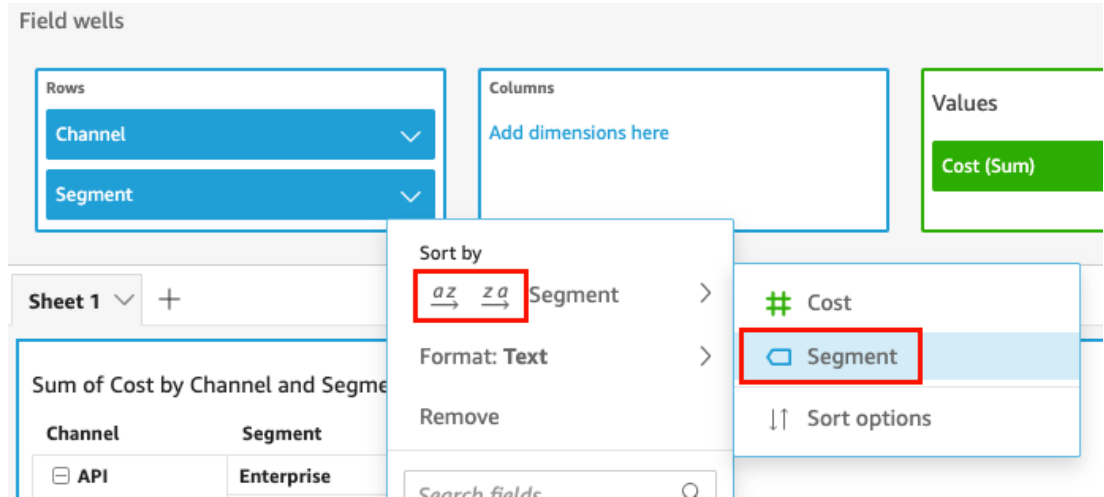 Field wells
Rows
Channel
Segment
Columns
Add dimensions here
Values
Cost (Sum)
Sort by
az za Segment
Format: Text
Remove
Search fields
Cost
Segment
Sort options
Sheet 1
Sum of Cost by Channel and Segme
Channel Segment
API Enterprise